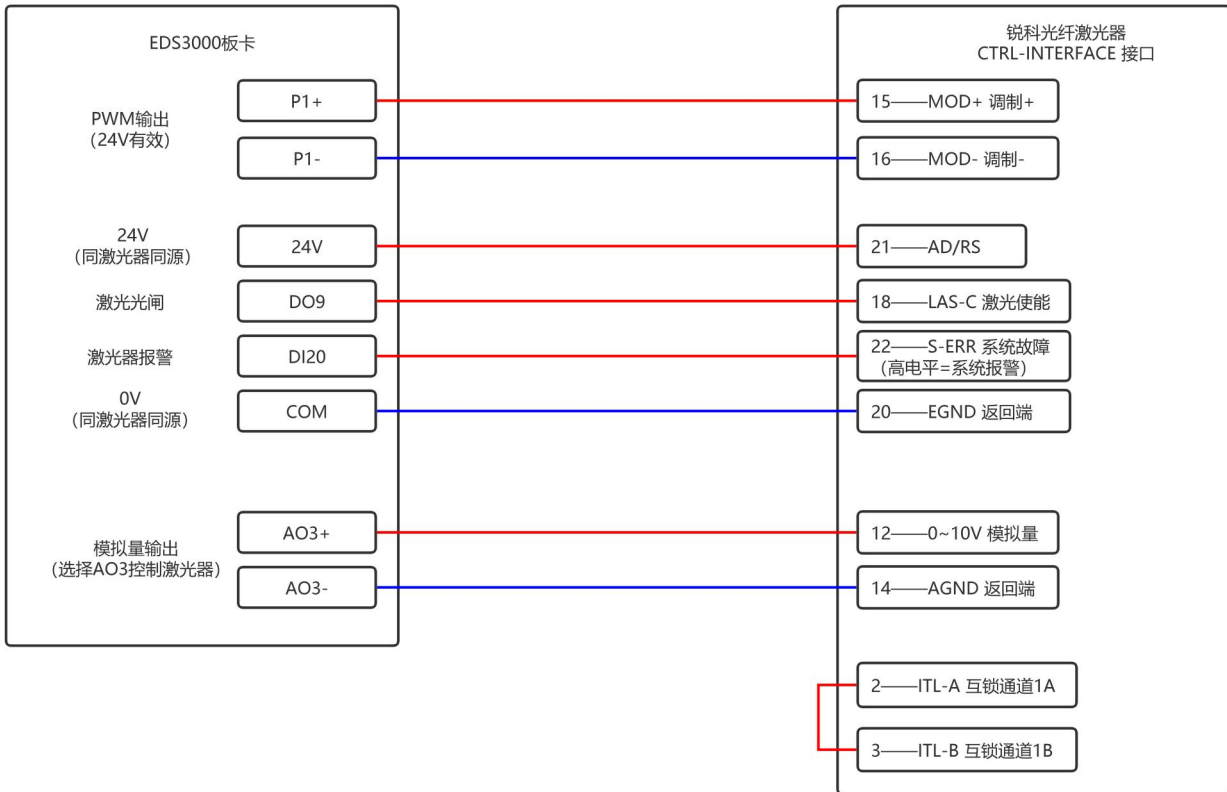 EDS3000板卡
锐科光纤激光器
CTRL-INTERFACE 接口
PWM输出
（24V有效）
P1+
15——MOD+ 调制+
P1-
16——MOD- 调制-
24V
（同激光器同源）
24V
21——AD/RS
激光光闸
DO9
18——LAS-C 激光使能
激光器报警
DI20
22——S-ERR 系统故障
（高电平=系统报警）
0V
（同激光器同源）
COM
20——EGND 返回端
模拟量输出
（选择AO3控制激光器）
AO3+
12——0~10V 模拟量
AO3-
14——AGND 返回端
2——ITL-A 互锁通道1A
3——ITL-B 互锁通道1B